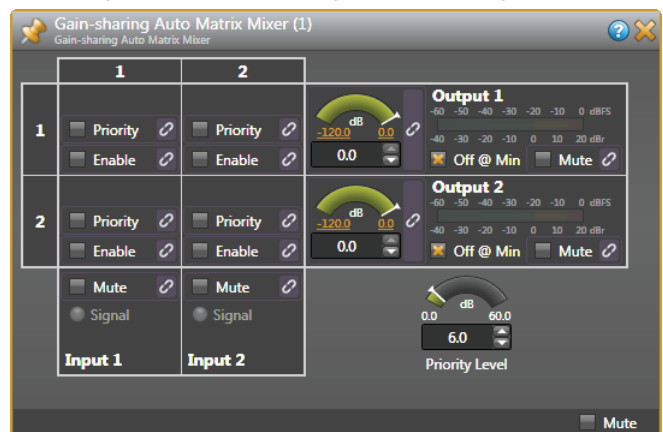 Gain-sharing Auto Matrix Mixer (1)
Gain-sharing Auto Matrix Mixer
1 2
1
Priority Priority
Enable Enable
dB
-120.0 0.0
0.0
Output 1
-60 -50 -40 -30 -20 -10 0 dBFS
-40 -30 -20 -10 0 10 20 dBr
Off @ Min Mute
2
Priority Priority
Enable Enable
dB
-120.0 0.0
0.0
Output 2
-60 -50 -40 -30 -20 -10 0 dBFS
-40 -30 -20 -10 0 10 20 dBr
Off @ Min Mute
Mute Mute
Signal Signal
Input 1 Input 2
dB
0.0 60.0
6.0
Priority Level
Mute